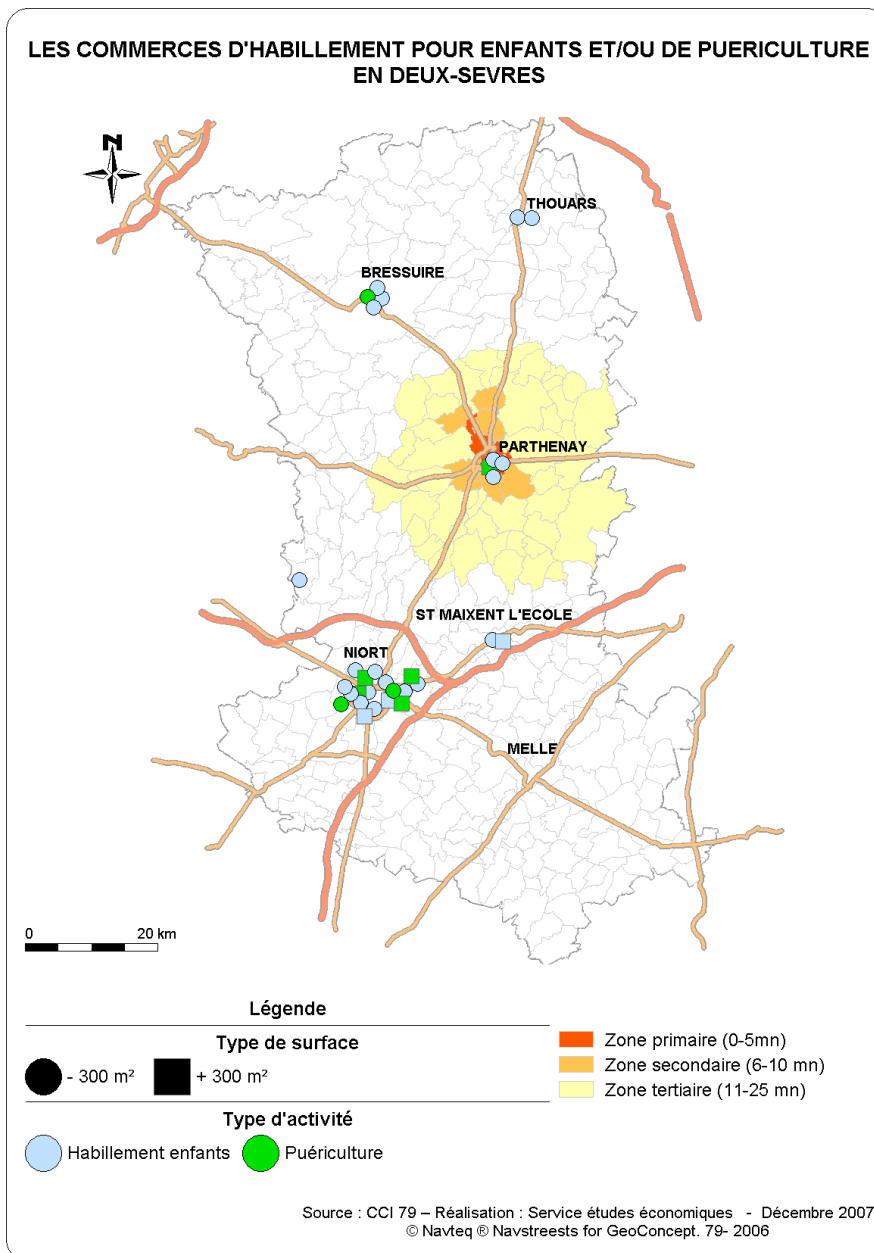 LES COMMERCES D'HABILLEMENT POUR ENFANTS ET/OU DE PUERICULTURE
EN DEUX-SEVRES
N
THOUARS
BRESSUIRE
PARTHENAY
ST MAIXENT L'ECOLE
NIORT
MELLE
0 20 km
Légende
Type de surface
- 300 m²
+ 300 m²
Type d'activité
Habillement enfants
Puériculture
Zone primaire (0-5mn)
Zone secondaire (6-10 mn)
Zone tertiaire (11-25 mn)
Source : CCI 79 – Réalisation : Service études économiques - Décembre 2007
© Navteq ® Navstreests for GeoConcept. 79- 2006